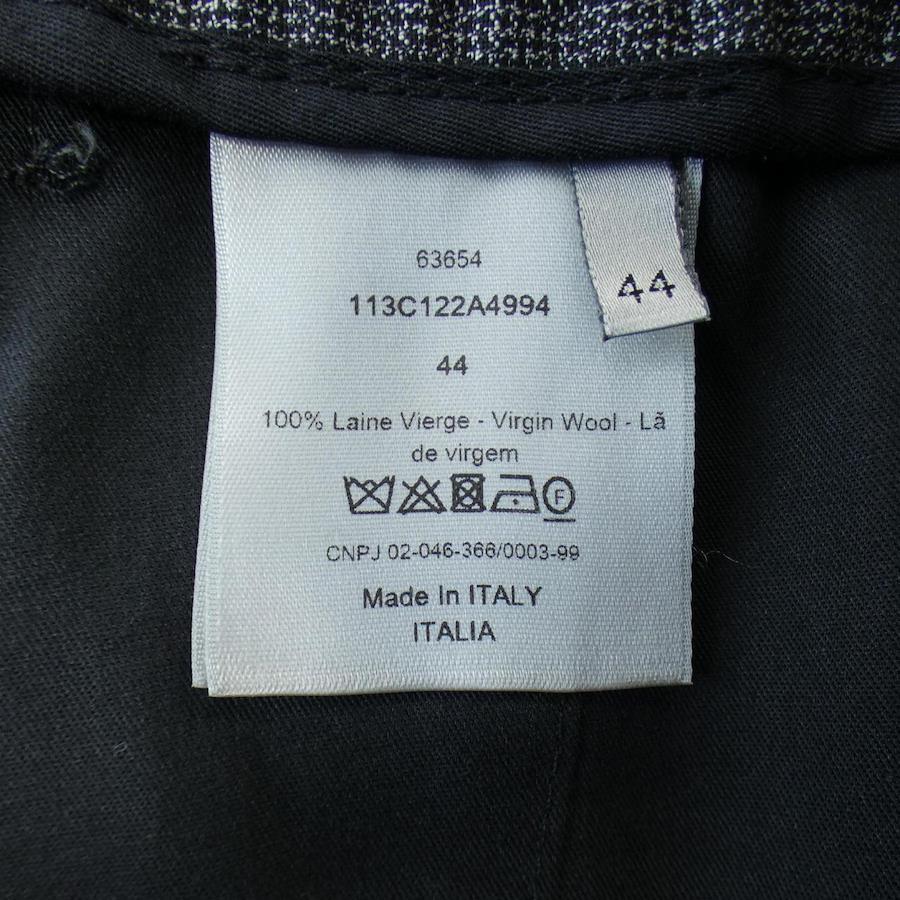 63654
113C122A4994
44
44
100% Laine Vierge - Virgin Wool - Lã
de virgem
F
CNPJ 02-046-366/0003-99
Made In ITALY
ITALIA